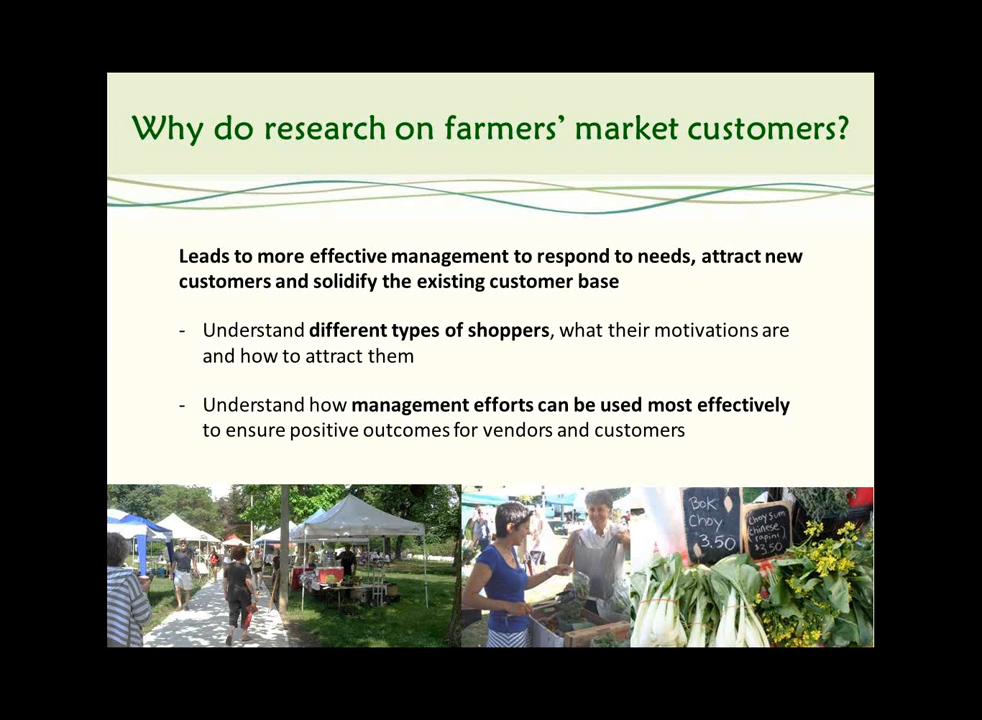 Why do research on farmers’ market customers?
Leads to more effective management to respond to needs, attract new
customers and solidify the existing customer base
- Understand different types of shoppers, what their motivations are
and how to attract them
- Understand how management efforts can be used most effectively
to ensure positive outcomes for vendors and customers
BOK
CHOY
3.50
Choy Sum
Chinese
rapini
$3.50